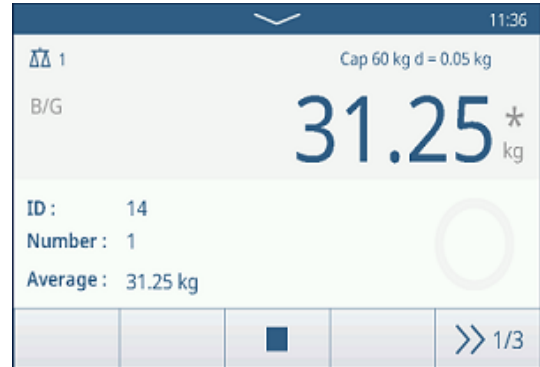 11:36
1 Cap 60 kg d = 0.05 kg
B/G 31.25 * kg
ID : 14
Number : 1
Average : 31.25 kg
1/3